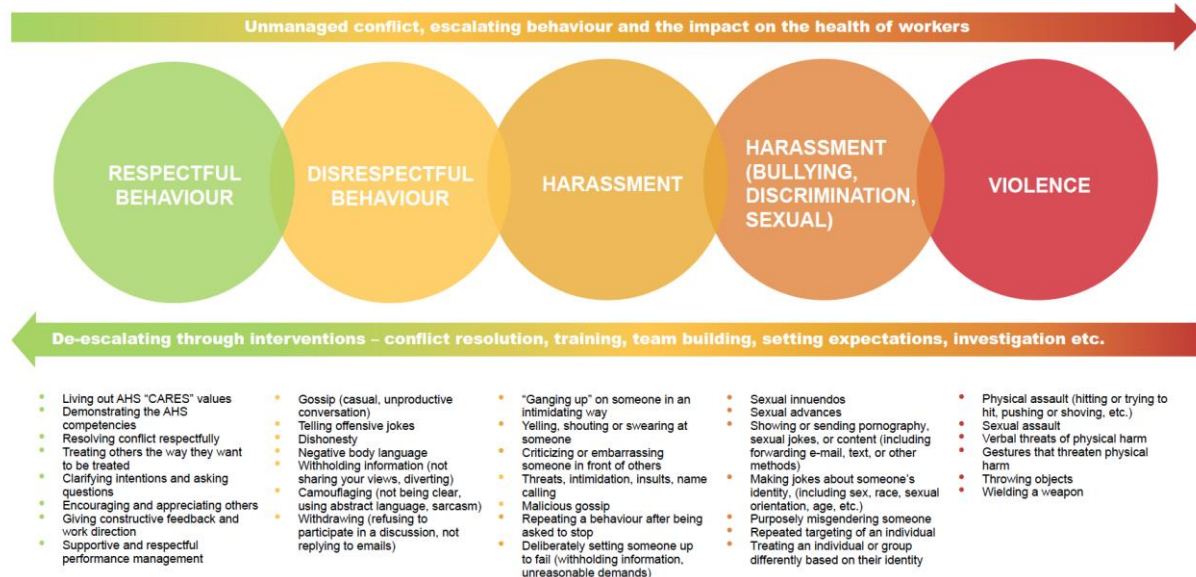 Unmanaged conflict, escalating behaviour and the impact on the health of workers
RESPECTFUL
BEHAVIOUR
DISRESPECTFUL
BEHAVIOUR
HARASSMENT
HARASSMENT
(BULLYING,
DISCRIMINATION,
SEXUAL)
VIOLENCE
De-escalating through interventions – conflict resolution, training, team building, setting expectations, investigation etc.
• Living out AHS “CARES” values
• Demonstrating the AHS
competencies
• Resolving conflict respectfully
• Treating others the way they want
to be treated
• Clarifying intentions and asking
questions
• Encouraging and appreciating others
• Giving constructive feedback and
work direction
• Supportive and respectful
performance management
• Gossip (casual, unproductive
conversation)
• Telling offensive jokes
• Dishonesty
• Negative body language
• Withholding information (not
sharing your views, diverting)
• Camouflaging (not being clear,
using abstract language, sarcasm)
• Withdrawing (refusing to
participate in a discussion, not
replying to emails)
• “Ganging up” on someone in an
intimidating way
• Yelling, shouting or swearing at
someone
• Criticizing or embarrassing
someone in front of others
• Threats, intimidation, insults, name
calling
• Malicious gossip
• Repeating a behaviour after being
asked to stop
• Deliberately setting someone up
to fail (withholding information,
unreasonable demands)
• Sexual innuendos
• Sexual advances
• Showing or sending pornography,
sexual jokes, or content (including
forwarding e-mail, text, or other
methods)
• Making jokes about someone’s
identity, (including sex, race, sexual
orientation, age, etc.)
• Purposely misgendering someone
• Repeated targeting of an individual
• Treating an individual or group
differently based on their identity
• Physical assault (hitting or trying to
hit, pushing or shoving, etc.)
• Sexual assault
• Verbal threats of physical harm
• Gestures that threaten physical
harm
• Throwing objects
• Wielding a weapon